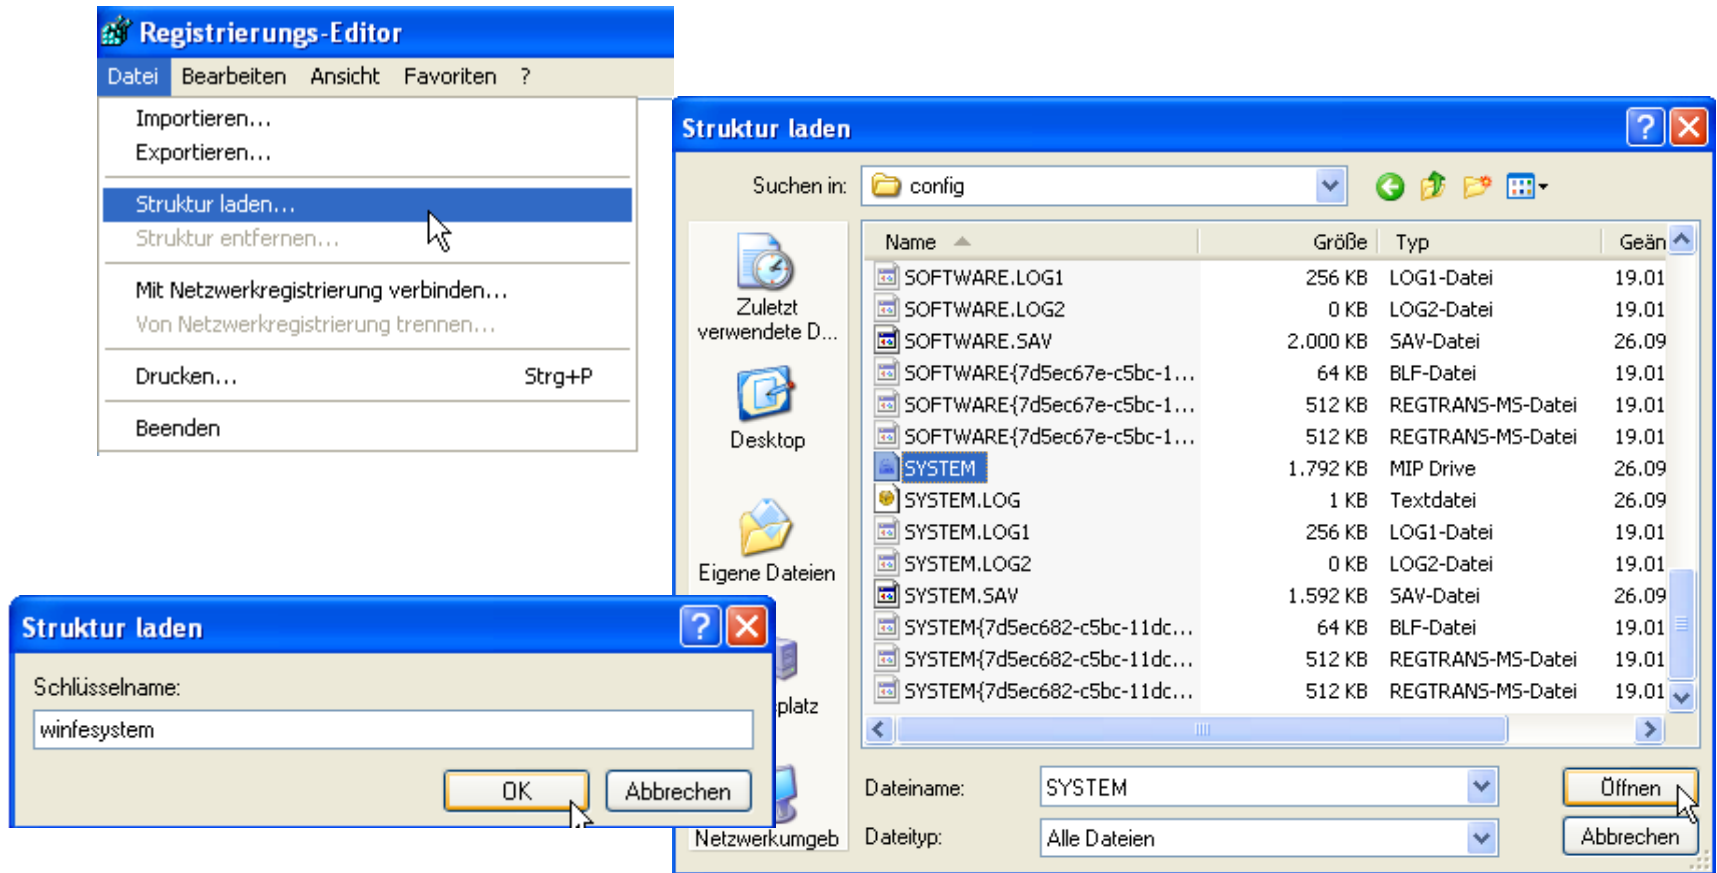 Registrierungs-Editor
Datei Bearbeiten Ansicht Favoriten ?
Importieren...
Exportieren...
Struktur laden...
Struktur entfernen...
Mit Netzwerkregistrierung verbinden...
Von Netzwerkregistrierung trennen...
Drucken... Strg+P
Beenden
Struktur laden
Suchen in: config
Zuletzt
verwendete D...
Desktop
Eigene Dateien
platz
Netzwerkumgeb
Name Größe Typ Geän
SOFTWARE.LOG1 256 KB LOG1-Datei 19.01
SOFTWARE.LOG2 0 KB LOG2-Datei 19.01
SOFTWARE.SAV 2.000 KB SAV-Datei 26.09
SOFTWARE{7d5ec67e-c5bc-1... 64 KB BLF-Datei 19.01
SOFTWARE{7d5ec67e-c5bc-1... 512 KB REGTRANS-MS-Datei 19.01
SOFTWARE{7d5ec67e-c5bc-1... 512 KB REGTRANS-MS-Datei 19.01
SYSTEM 1.792 KB MIP Drive 26.09
SYSTEM.LOG 1 KB Textdatei 26.09
SYSTEM.LOG1 256 KB LOG1-Datei 19.01
SYSTEM.LOG2 0 KB LOG2-Datei 19.01
SYSTEM.SAV 1.592 KB SAV-Datei 26.09
SYSTEM{7d5ec682-c5bc-11dc... 64 KB BLF-Datei 19.01
SYSTEM{7d5ec682-c5bc-11dc... 512 KB REGTRANS-MS-Datei 19.01
SYSTEM{7d5ec682-c5bc-11dc... 512 KB REGTRANS-MS-Datei 19.01
Dateiname: SYSTEM Öffnen
Dateityp: Alle Dateien Abbrechen
Struktur laden
Schlüsselname:
winfesystem
OK Abbrechen